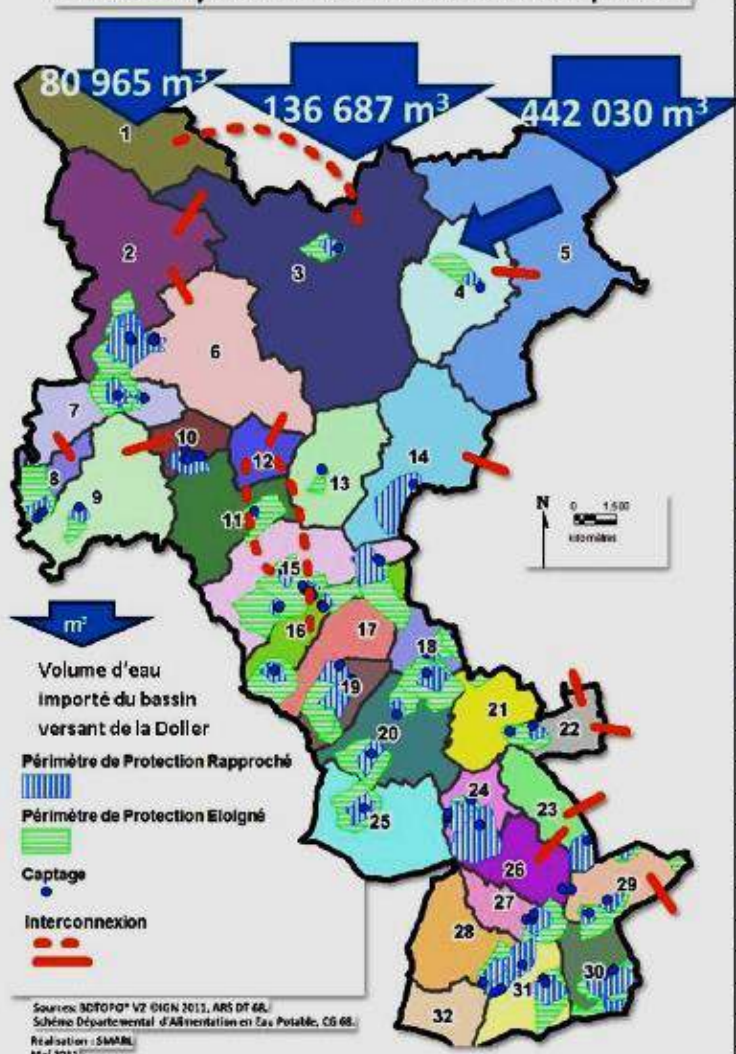 80 965 m³
136 687 m³
442 030 m³
1
2
3
4
5
6
7
8
9
10
11
12
13
14
15
16
17
18
19
20
21
22
23
24
25
26
27
28
29
30
31
32
N
0 1.500
kilomètres
m³
Volume d'eau
importé du bassin
versant de la Doller
Périmètre de Protection Rapproché
Périmètre de Protection Eloigné
Captage
Interconnexion
Sources: BDTOPO® V2 ©IGN 2011, ARS DT 68.
Schéma Départemental d'Alimentation en Eau Potable, CG 68.
Réalisation : SMARL